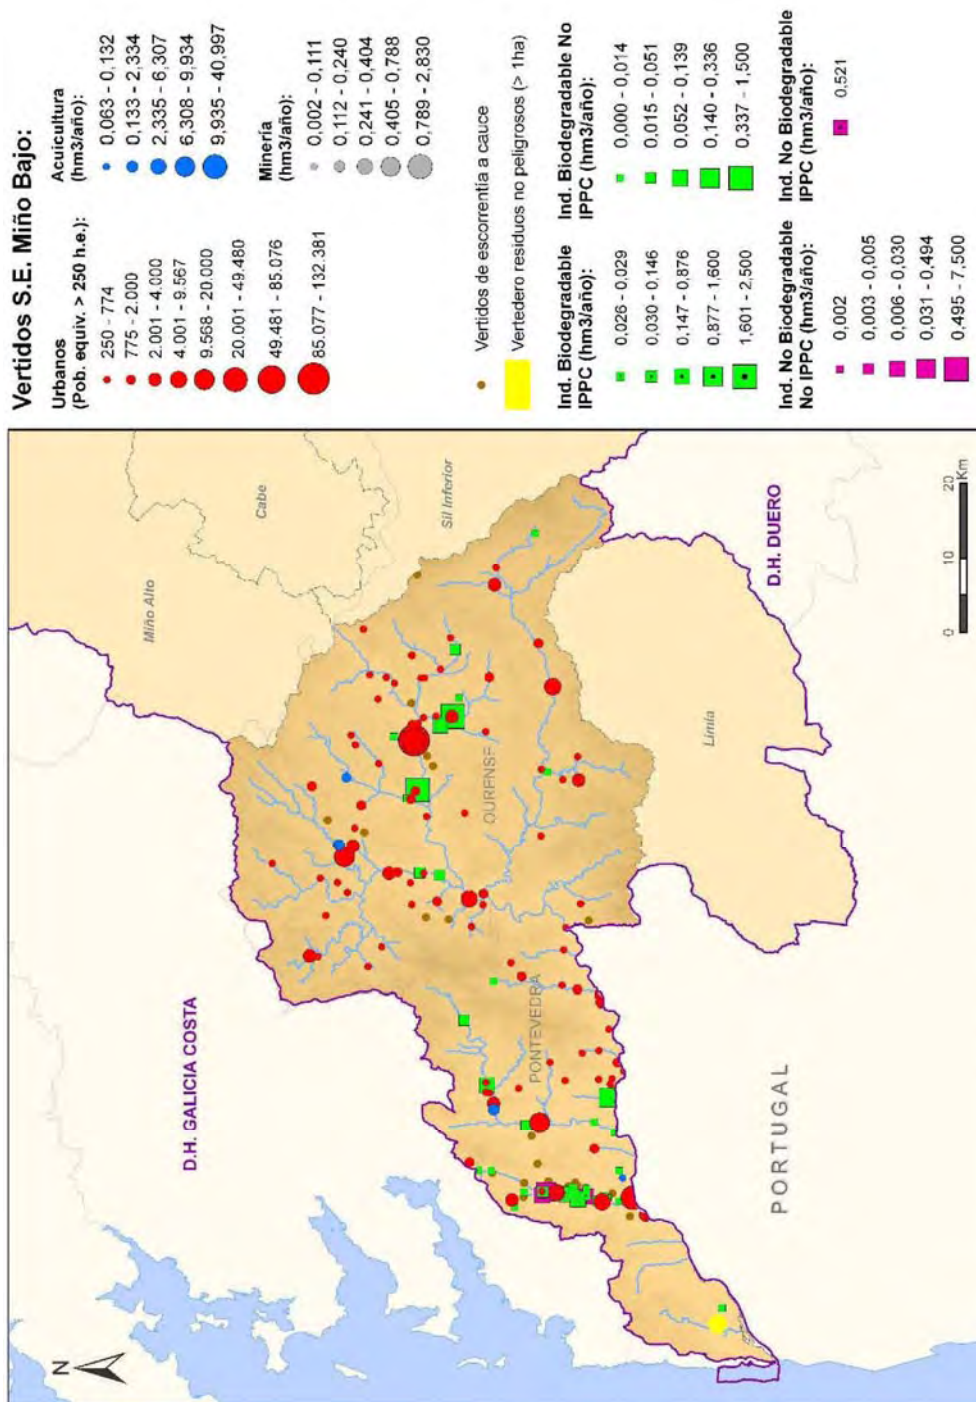 Vertidos S.E. Miño Bajo:
Urbanos
(Pob. equiv. > 250 h.e.):
250 - 774
775 - 2.000
2.001 - 4.000
4.001 - 9.567
9.568 - 20.000
20.001 - 49.480
49.481 - 85.076
85.077 - 132.381
Acuicultura
(hm3/año):
0,063 - 0,132
0,133 - 2,334
2,335 - 6,307
6,308 - 9,934
9,935 - 40,997
Minería
(hm3/año):
0,002 - 0,111
0,112 - 0,240
0,241 - 0,404
0,405 - 0,788
0,789 - 2,830
Vertidos de escorrentia a cauce
Vertedero residuos no peligrosos (> 1ha)
Ind. Biodegradable
IPPC (hm3/año):
0,026 - 0,029
0,030 - 0,146
0,147 - 0,876
0,877 - 1,600
1,601 - 2,500
Ind. Biodegradable No
IPPC (hm3/año):
0,000 - 0,014
0,015 - 0,051
0,052 - 0,139
0,140 - 0,336
0,337 - 1,500
Ind. No Biodegradable
No IPPC (hm3/año):
0,002
0,003 - 0,005
0,006 - 0,030
0,031 - 0,494
0,495 - 7,500
Ind. No Biodegradable
IPPC (hm3/año):
0,521
N
D.H. GALICIA COSTA
Miño Alto
Cabe
Sil Inferior
OURENSE
PONTEVEDRA
Limia
PORTUGAL
D.H. DUERO
0 10 20
Km